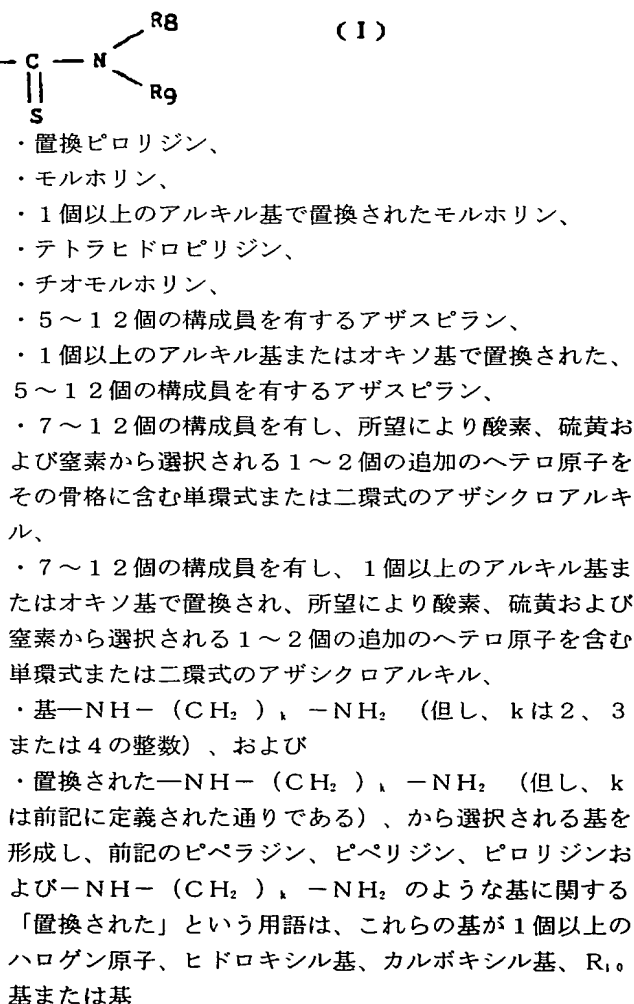 R8
(I)
C — N
R9
S
・置換ピロリジン、
・モルホリン、
・1個以上のアルキル基で置換されたモルホリン、
・テトラヒドロピリジン、
・チオモルホリン、
・5～12個の構成員を有するアザスピラン、
・1個以上のアルキル基またはオキソ基で置換された、
5～12個の構成員を有するアザスピラン、
・7～12個の構成員を有し、所望により酸素、硫黄お
よび窒素から選択される1～2個の追加のヘテロ原子を
その骨格に含む単環式または二環式のアザシクロアルキ
ル、
・7～12個の構成員を有し、1個以上のアルキル基ま
たはオキソ基で置換され、所望により酸素、硫黄および
窒素から選択される1～2個の追加のヘテロ原子を含む
単環式または二環式のアザシクロアルキル、
・基―NH－（CH₂）ₖ－NH₂（但し、kは2、3
または4の整数）、および
・置換された―NH－（CH₂）ₖ－NH₂（但し、k
は前記に定義された通りである）、から選択される基を
形成し、前記のピペラジン、ピペリジン、ピロリジンお
よび－NH－（CH₂）ₖ－NH₂のような基に関する
「置換された」という用語は、これらの基が1個以上の
ハロゲン原子、ヒドロキシル基、カルボキシル基、R₁₀
基または基